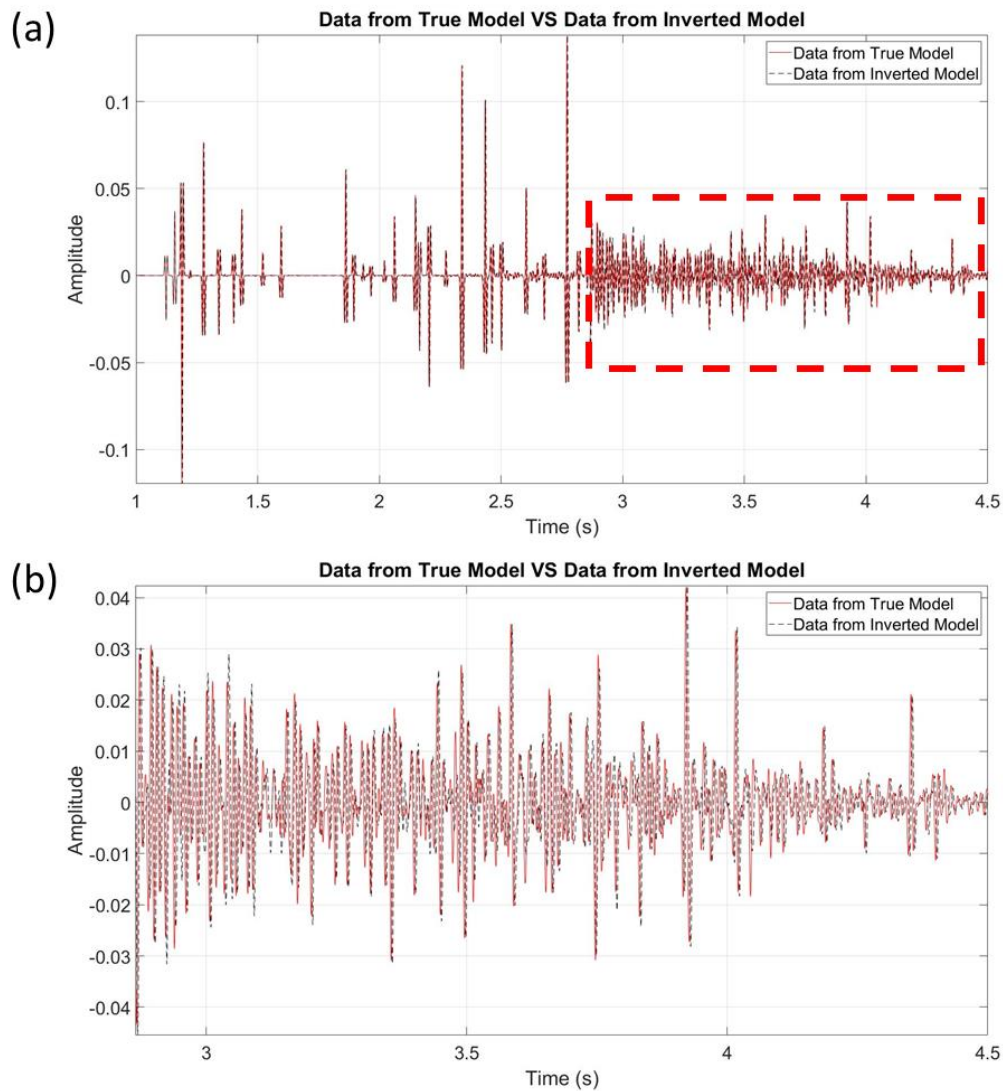 (a)
Data from True Model VS Data from Inverted Model
Data from True Model
Data from Inverted Model
0.1
0.05
0
-0.05
-0.1
Amplitude
1
1.5
2
2.5
3
3.5
4
4.5
Time (s)
(b)
Data from True Model VS Data from Inverted Model
Data from True Model
Data from Inverted Model
0.04
0.03
0.02
0.01
0
-0.01
-0.02
-0.03
-0.04
Amplitude
3
3.5
4
4.5
Time (s)